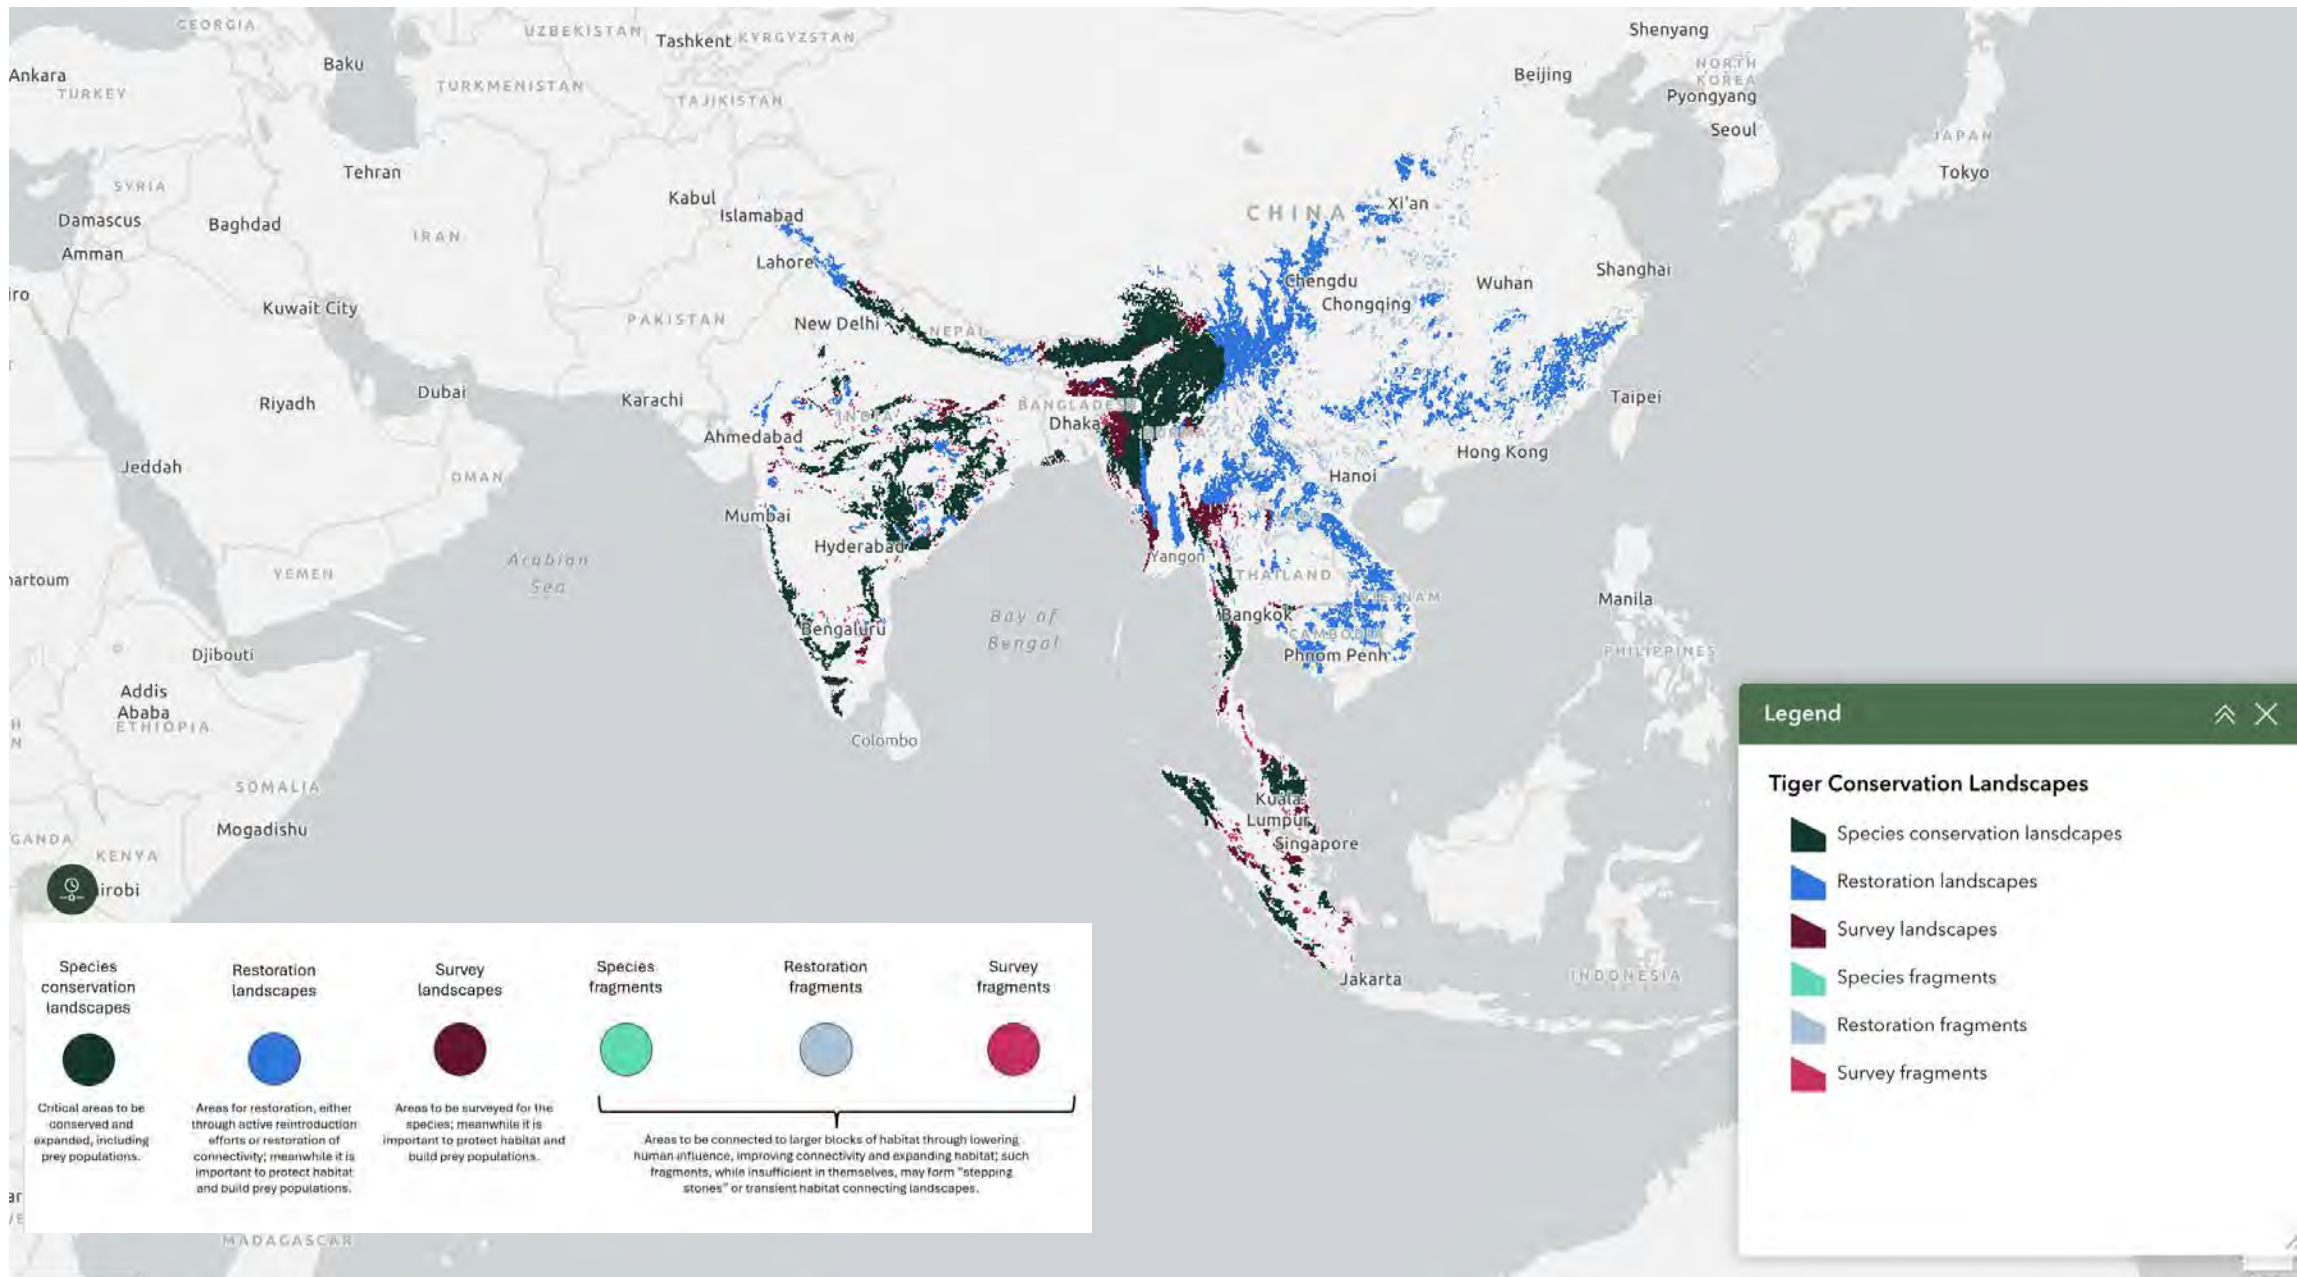 GEORGIA
UZBEKISTAN
Tashkent
KYRGYZSTAN
Shenyang
Baku
Ankara
TURKEY
TURKMENISTAN
TAJIKISTAN
Beijing
NORTH
KOREA
Pyongyang
Seoul
JAPAN
Tokyo
Tehran
SYRIA
Kabul
Islamabad
Xi'an
CHINA
Damascus
Baghdad
IRAN
Amman
Lahore
Shanghai
Chengdu
Wuhan
iro
Kuwait City
Chongqing
PAKISTAN
New Delhi
NEPAL
Riyadh
Dubai
Karachi
BANGLADE
Taipei
INDIA
Dhaka
Ahmedabad
Hong Kong
Jeddah
OMAN
Hanoi
Mumbai
LAOS
Hyderabad
Arabian
Sea
Yangon
YEMEN
THAILAND
hartoum
VIETNAM
Manila
Bay of
Bengal
Bangkok
Bengaluru
CAMBODIA
Djibouti
Phnom Penh
PHILIPPINES
Addis
Ababa
ETHIOPIA
H
N
Colombo
SOMALIA
Kuala
Lumpur
Mogadishu
GANDA
KENYA
Singapore
irobi
Jakarta
INDONESIA
MADAGASCAR
Legend
Tiger Conservation Landscapes
Species conservation lansdcapes
Restoration landscapes
Survey landscapes
Species fragments
Restoration fragments
Survey fragments
Species
conservation
landscapes
Restoration
landscapes
Survey
landscapes
Species
fragments
Restoration
fragments
Survey
fragments
Critical areas to be
conserved and
expanded, including
prey populations.
Areas for restoration, either
through active reintroduction
efforts or restoration of
connectivity; meanwhile it is
important to protect habitat
and build prey populations.
Areas to be surveyed for the
species; meanwhile it is
important to protect habitat and
build prey populations.
Areas to be connected to larger blocks of habitat through lowering
human influence, improving connectivity and expanding habitat; such
fragments, while insufficient in themselves, may form "stepping
stones" or transient habitat connecting landscapes.